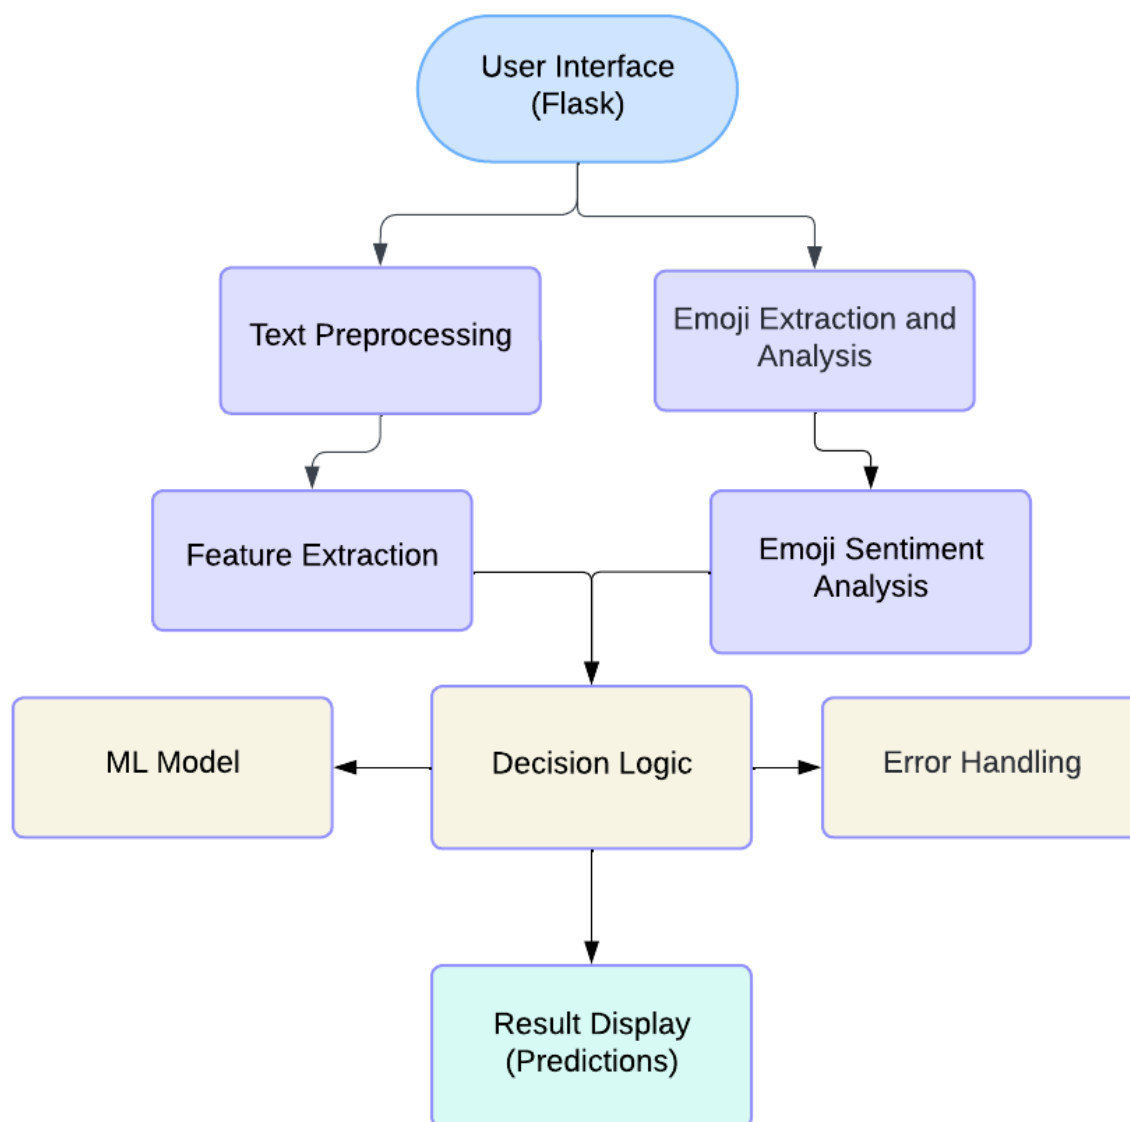 User Interface
(Flask)
Text Preprocessing
Emoji Extraction and
Analysis
Feature Extraction
Emoji Sentiment
Analysis
ML Model
Decision Logic
Error Handling
Result Display
(Predictions)